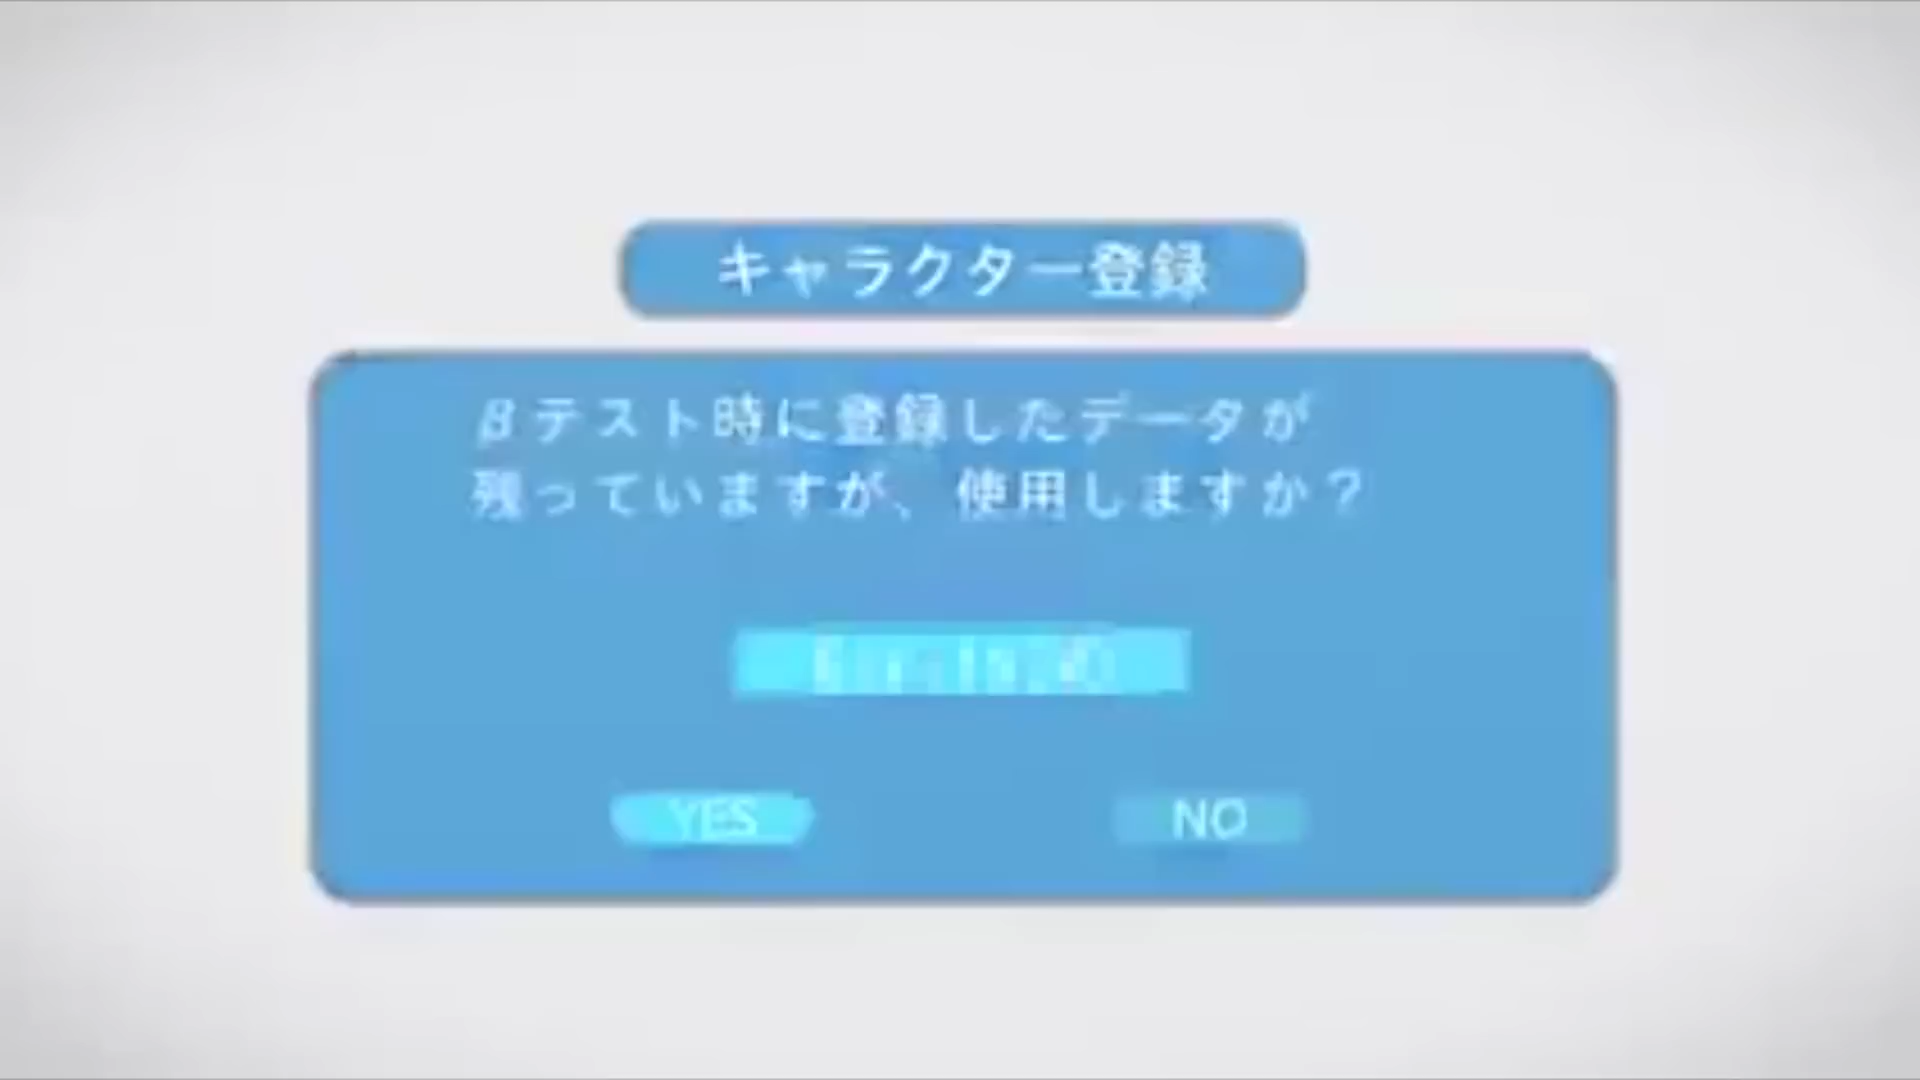 キャラクター登録
βテスト時に登録したデータが
残っていますが、使用しますか？
YES
NO